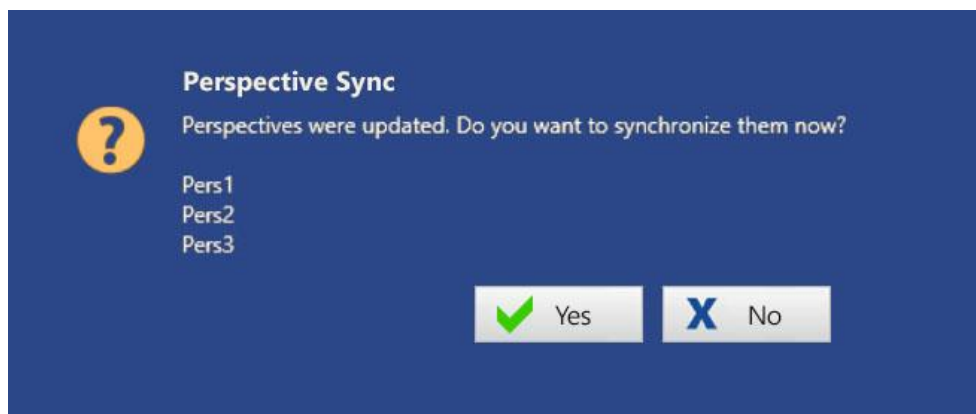 Perspective Sync
Perspectives were updated. Do you want to synchronize them now?
Pers1
Pers2
Pers3
Yes
No